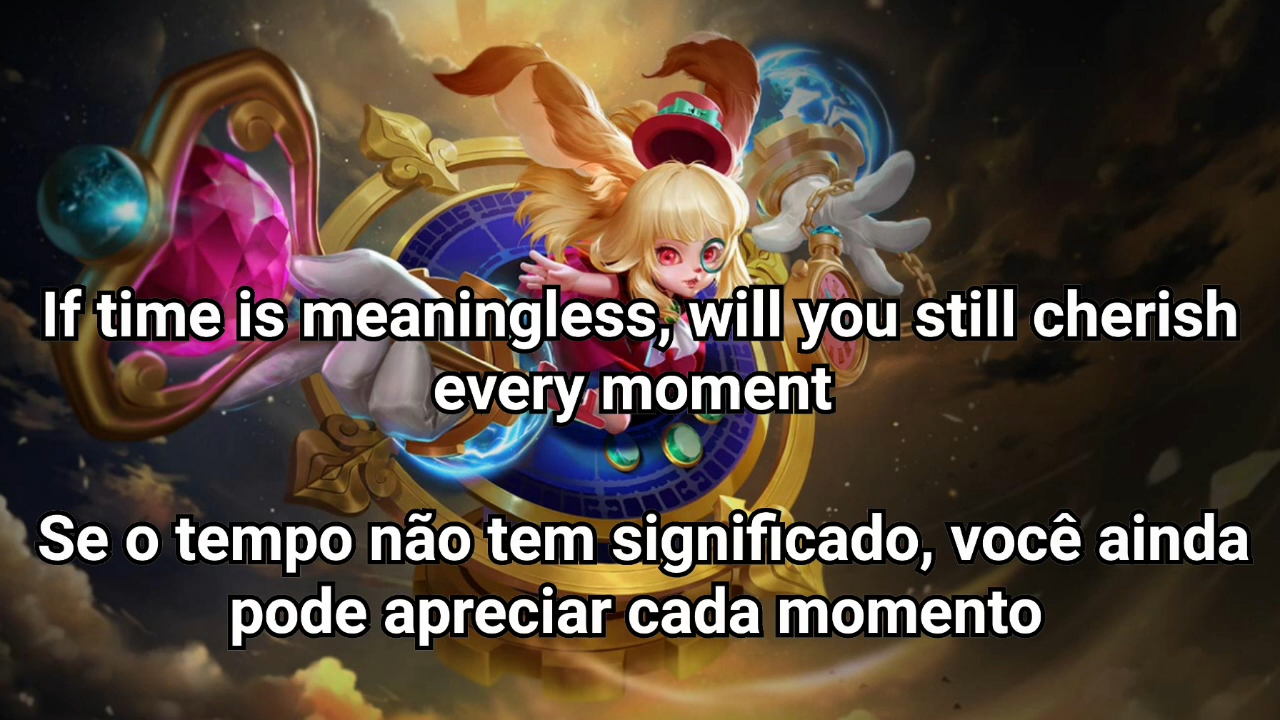 If time is meaningless, will you still cherish
every moment
Se o tempo não tem significado, você ainda
pode apreciar cada momento